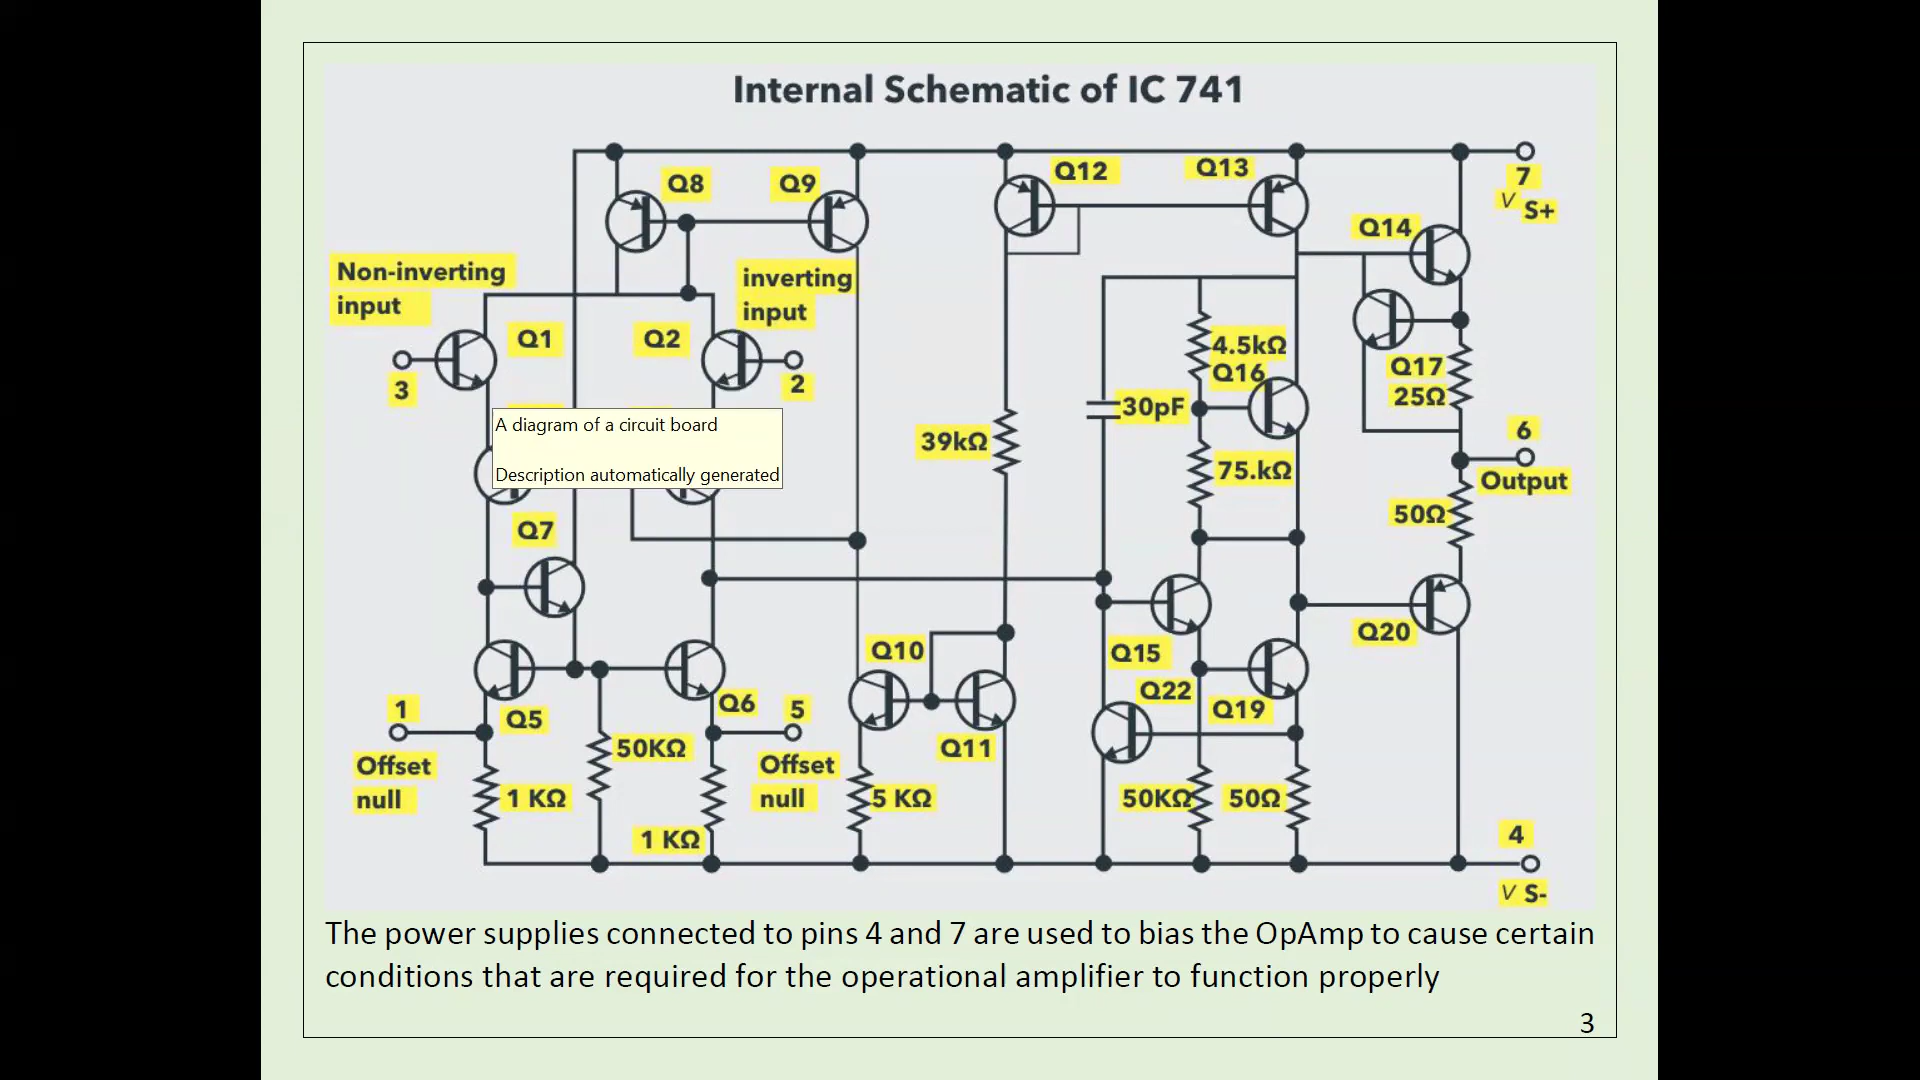 Internal Schematic of IC 741
Q8
Q9
Q12
Q13
7
V S+
Q14
Non-inverting
input
inverting
input
Q1
Q2
3
2
4.5kΩ
Q16
Q17
25Ω
30pF
39kΩ
75.kΩ
6
Output
A diagram of a circuit board
Description automatically generated
50Ω
Q7
Q20
Q10
Q15
Q22
Q19
1
Q5
Q6
5
Q11
Offset
null
50KΩ
Offset
null
1 KΩ
5 KΩ
50KΩ
50Ω
1 KΩ
4
V S-
The power supplies connected to pins 4 and 7 are used to bias the OpAmp to cause certain
conditions that are required for the operational amplifier to function properly
3